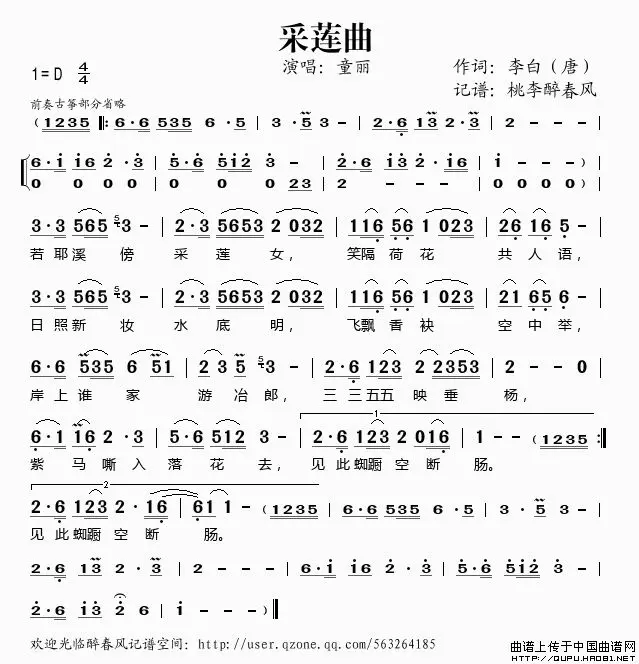 采莲曲
1=D 4/4
演唱：童丽
作词：李白（唐）
记谱：桃李醉春风
前奏古筝部分省略
(1235 ‖: 6·6 535 6·5 | 3·5 3 - | 2·6 13 2·3 | 2 - - - |
6·i i6 2·3 | 5·6 512 3 - | 2·6 i3 2·i6 | i - - - )
0 0 0 0 | 0 0 0 23 | 2 - - - | 0 0 0 0 )
3·3 565 3 - | 2·3 5653 2 032 | 116 56 1 023 | 26 16 5 - |
若耶溪 傍 采 莲 女， 笑隔 荷花 共 人 语，
3·3 565 3 - | 2·3 5653 2 032 | 116 56 1 023 | 21 65 6 - |
日照新 妆 水 底 明， 飞飘香袂 空 中 举，
6·6 535 6 51 | 2 3 5 3 - | 2·6 123 2 2353 | 2 - - 0 |
岸上谁 家 游 冶 郎， 三三五五映垂 杨，
1
6·1 16 2·3 | 5·6 512 3 - | 2·6 123 2 016 | 1 - - (1235 :‖
紫 马嘶入 落花 去， 见此蜘蹰空断 肠。
2
2·6 123 2·16 | 61 1 - (1235 | 6·6 535 6·5 | 3·5 3 - |
见此蜘蹰 空 断 肠。
2·6 13 2·3 | 2 - - - | 6·i i6 2·3 | 5·6 5i2 3 - |
2·6 i3 2·3 | i - - - ‖
欢迎光临醉春风记谱空间：http://user.qzone.qq.com/563264185
曲谱上传于中国曲谱网
HTTP://QUPU.HAO81.NET